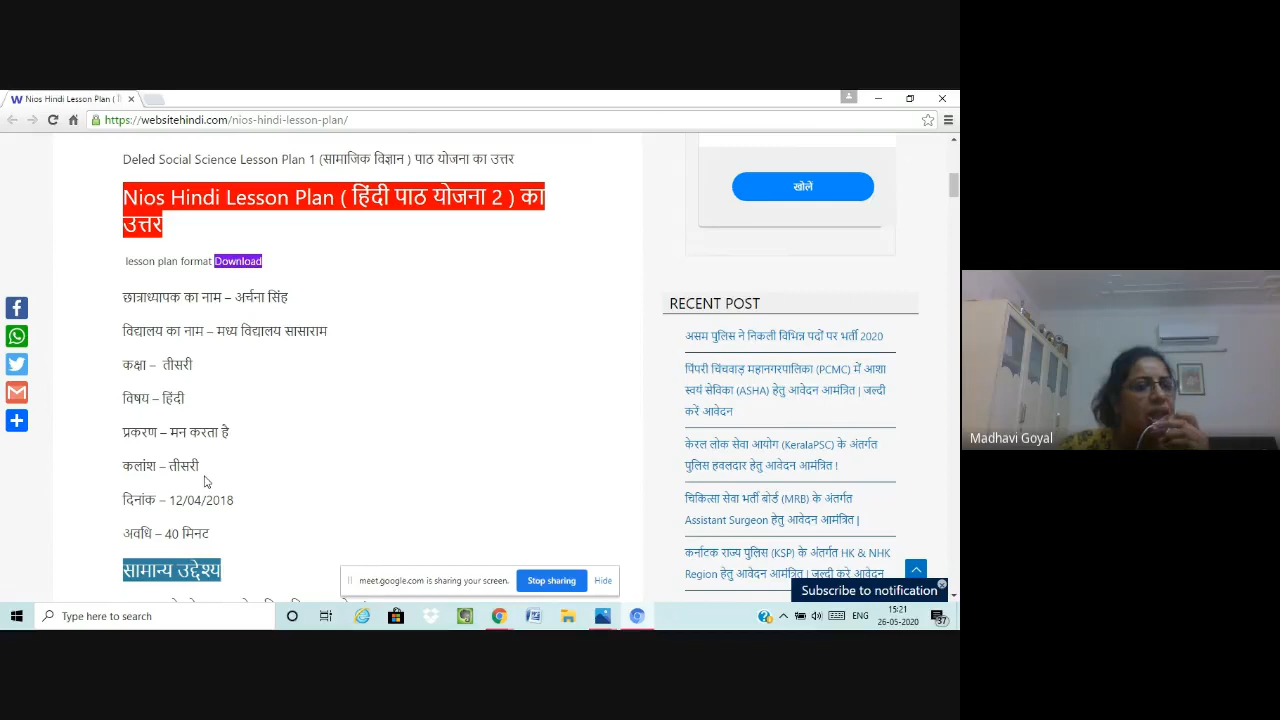 Nios Hindi Lesson Plan (
https://websitehindi.com/nios-hindi-lesson-plan/
Deled Social Science Lesson Plan 1 (सामाजिक विज्ञान ) पाठ योजना का उत्तर
Nios Hindi Lesson Plan ( हिंदी पाठ योजना 2 ) का
उत्तर
lesson plan format Download
छात्राध्यापक का नाम – अर्चना सिंह
विद्यालय का नाम – मध्य विद्यालय सासाराम
कक्षा – तीसरी
विषय – हिंदी
प्रकरण – मन करता है
कलांश – तीसरी
दिनांक – 12/04/2018
अवधि – 40 मिनट
सामान्य उद्देश्य
खोलें
RECENT POST
असम पुलिस ने निकली विभिन्न पदों पर भर्ती 2020
पिंपरी चिंचवाड़ महानगरपालिका (PCMC) में आशा
स्वयं सेविका (ASHA) हेतु आवेदन आमंत्रित | जल्दी
करें आवेदन
केरल लोक सेवा आयोग (KeralaPSC) के अंतर्गत
पुलिस हवलदार हेतु आवेदन आमंत्रित !
चिकित्सा सेवा भर्ती बोर्ड (MRB) के अंतर्गत
Assistant Surgeon हेतु आवेदन आमंत्रित |
कर्नाटक राज्य पुलिस (KSP) के अंतर्गत HK & NHK
Region हेतु आवेदन आमंत्रित | जल्दी करे आवेदन
Subscribe to notification
meet.google.com is sharing your screen. Stop sharing Hide
Type here to search
ENG
15:21
26-05-2020
37
Madhavi Goyal